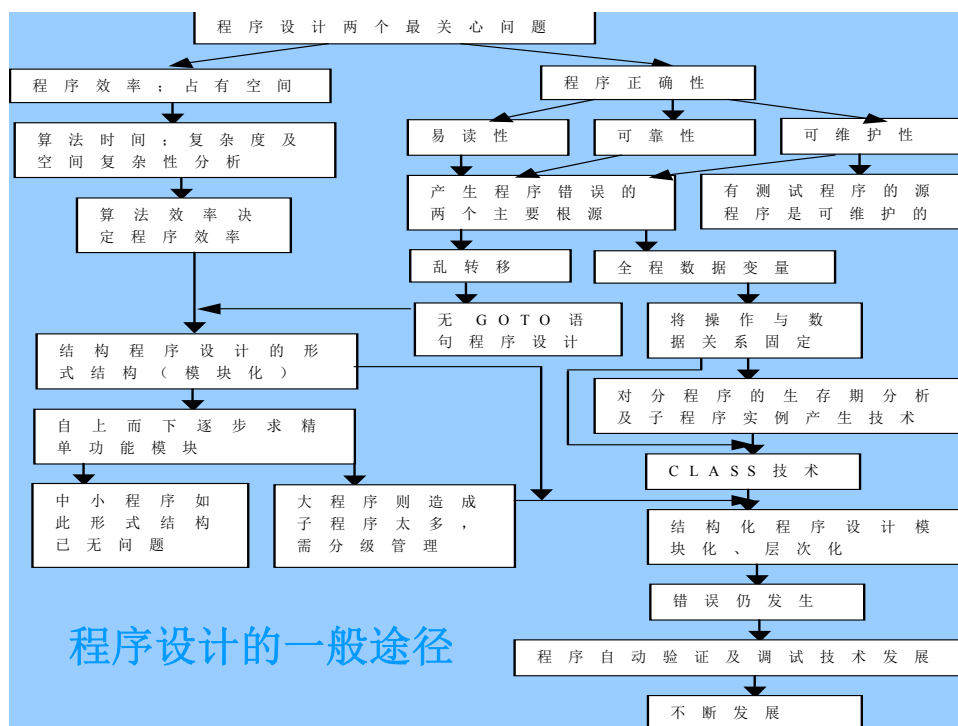 程序设计两个最关心问题
程序效率；占有空间
程序正确性
算法时间；复杂度及
空间复杂性分析
易读性
可靠性
可维护性
算法效率决
定程序效率
产生程序错误的
两个主要根源
有测试程序的源
程序是可维护的
乱转移
全程数据变量
无GOTO语
句程序设计
将操作与数
据关系固定
结构程序设计的形
式结构（模块化）
对分程序的生存期分析
及子程序实例产生技术
自上而下逐步求精
单功能模块
CLASS技术
中小程序如
此形式结构
已无问题
大程序则造成
子程序太多，
需分级管理
结构化程序设计模
块化、层次化
错误仍发生
程序设计的一般途径
程序自动验证及调试技术发展
不断发展